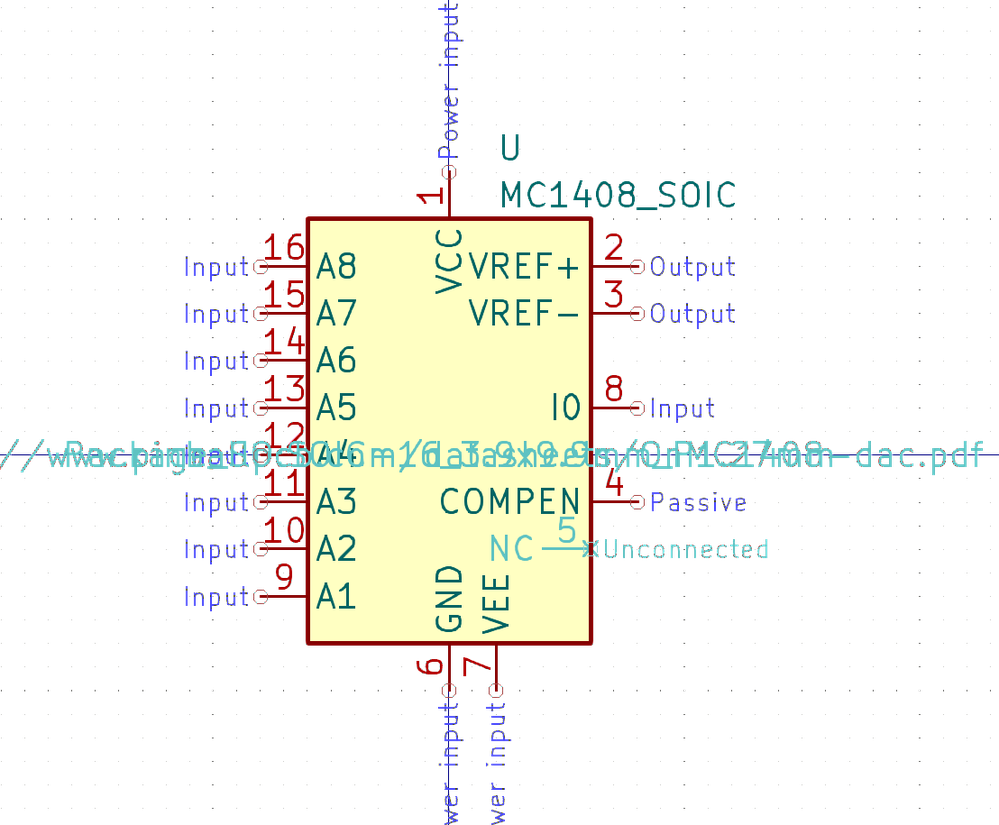 Power input
U
MC1408_SOIC
1
VCC
Input 16 A8
VREF+ 2 Output
Input 15 A7
VREF- 3 Output
Input 14 A6
Input 13 A5
IO 8 Input
12 A4
Input 11 A3
COMPEN 4 Passive
Input 10 A2
NC 5 Unconnected
Input 9 A1
GND
VEE
6
7
wer input
wer input